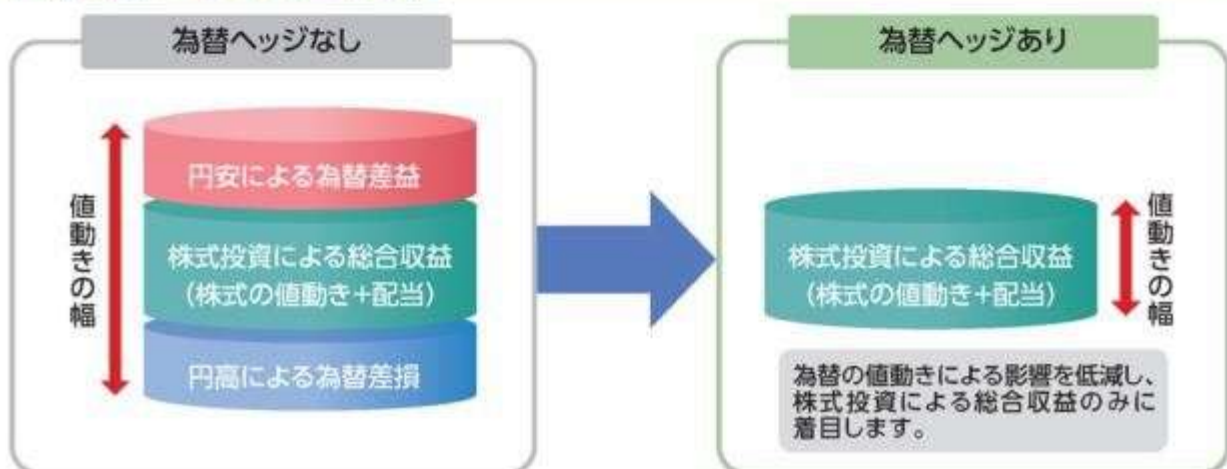 為替ヘッジなし
値動きの幅
円安による為替差益
株式投資による総合収益
(株式の値動き+配当)
円高による為替差損
為替ヘッジあり
株式投資による総合収益
(株式の値動き+配当)
値動きの幅
為替の値動きによる影響を低減し、
株式投資による総合収益のみに
着目します。